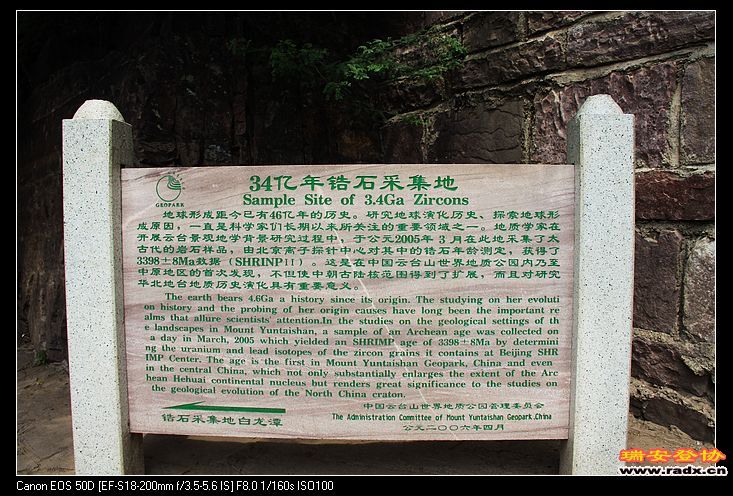 GEOPARK
34亿年锆石采集地
Sample Site of 3.4Ga Zircons
地球形成距今已有46亿年的历史。研究地球演化历史、探索地球形
成原因，一直是科学家们长期以来所关注的重要领域之一。地质学家在
开展云台景观地学背景研究过程中，于公元2005年 3 月在此地采集了太
古代的岩石样品，由北京离子探针中心对其中的锆石年龄测定，获得了
3398±8Ma数据（SHRINPII）。这是在中国云台山世界地质公园内乃至
中原地区的首次发现，不但使中朝古陆核范围得到了扩展，而且对研究
华北地台地质历史演化具有重要意义。
The earth bears 4.6Ga a history since its origin. The studying on her evoluti
on history and the probing of her origin causes have long been the important re
alms that allure scientists' attention.In the studies on the geological settings of th
e landscapes in Mount Yuntaishan, a sample of an Archean age was collected on
a day in March, 2005 which yielded an SHRIMP age of 3398±8Ma by determini
ng the uranium and lead isotopes of the zircon grains it contains at Beijing SHR
IMP Center. The age is the first in Mount Yuntaishan Geopark, China and even
in the central China, which not only substantially enlarges the extent of the Arc
hean Hehuai continental nucleus but renders great significance to the studies on
the geological evolution of the North China craton.
中国云台山世界地质公园管理委员会
The Administration Committee of Mount Yuntaishan Geopark,China
公元二〇〇六年四月
锆石采集地白龙潭
瑞安登协
http://www.radx.cn/
Canon EOS 50D [EF-S18-200mm f/3.5-5.6 IS] F8.0 1/160s ISO100